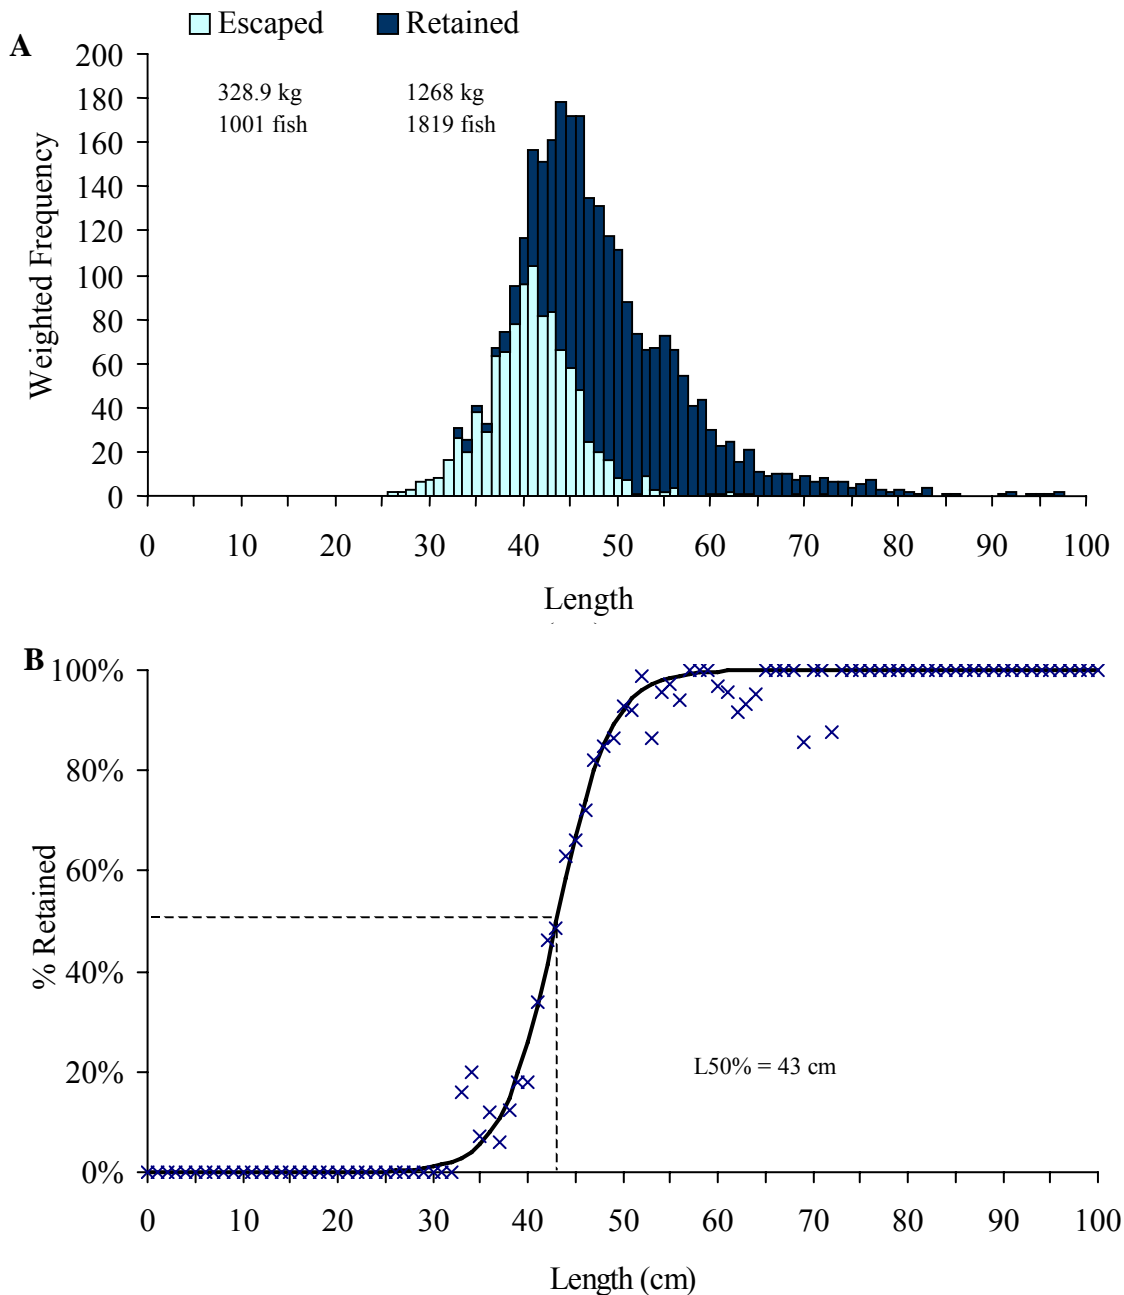 Escaped Retained
A
328.9 kg 1268 kg
1001 fish 1819 fish
Weighted Frequency
200
180
160
140
120
100
80
60
40
20
0
0 10 20 30 40 50 60 70 80 90 100
Length
B
% Retained
100%
80%
60%
40%
20%
0%
L50% = 43 cm
0 10 20 30 40 50 60 70 80 90 100
Length (cm)